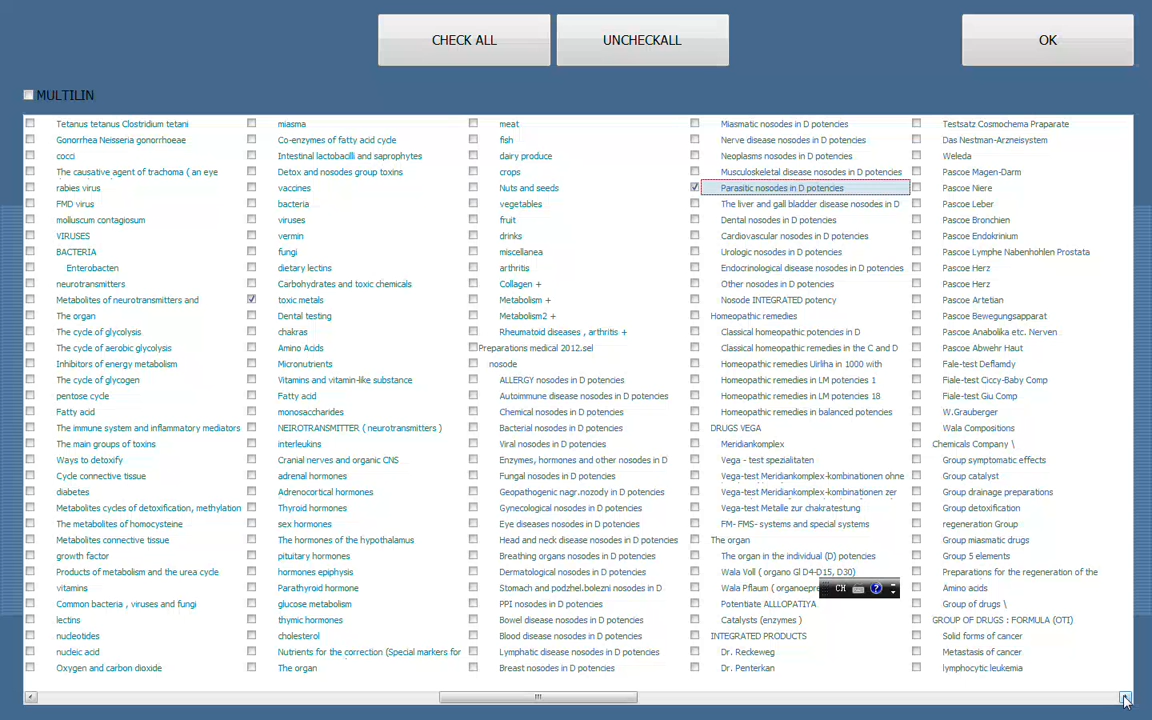 CHECK ALL
UNCHECKALL
OK
MULTILIN
Tetanus tetanus Clostridium tetani
Gonorrhea Neisseria gonorrhoeae
cocci
The causative agent of trachoma ( an eye
rabies virus
FMD virus
molluscum contagiosum
VIRUSES
BACTERIA
Enterobacten
neurotransmitters
Metabolites of neurotransmitters and
The organ
The cycle of glycolysis
The cycle of aerobic glycolysis
Inhibitors of energy metabolism
The cycle of glycogen
pentose cycle
Fatty acid
The immune system and inflammatory mediators
The main groups of toxins
Ways to detoxify
Cycle connective tissue
diabetes
Metabolites cycles of detoxification, methylation
The metabolites of homocysteine
Metabolites connective tissue
growth factor
Products of metabolism and the urea cycle
vitamins
Common bacteria , viruses and fungi
lectins
nucleotides
nucleic acid
Oxygen and carbon dioxide
miasma
Co-enzymes of fatty acid cycle
Intestinal lactobacilli and saprophytes
Detox and nosodes group toxins
vaccines
bacteria
viruses
vermin
fungi
dietary lectins
Carbohydrates and toxic chemicals
toxic metals
Dental testing
chakras
Amino Acids
Micronutrients
Vitamins and vitamin-like substance
Fatty acid
monosaccharides
NEIROTRANSMITTER ( neurotransmitters )
interleukins
Cranial nerves and organic CNS
adrenal hormones
Adrenocortical hormones
Thyroid hormones
sex hormones
The hormones of the hypothalamus
pituitary hormones
hormones epiphysis
Parathyroid hormone
glucose metabolism
thymic hormones
cholesterol
Nutrients for the correction (Special markers for
The organ
meat
fish
dairy produce
crops
Nuts and seeds
vegetables
fruit
drinks
miscellanea
arthritis
Collagen +
Metabolism +
Metabolism2 +
Rheumatoid diseases , arthritis +
Preparations medical 2012.sel
nosode
ALLERGY nosodes in D potencies
Autoimmune disease nosodes in D potencies
Chemical nosodes in D potencies
Bacterial nosodes in D potencies
Viral nosodes in D potencies
Enzymes, hormones and other nosodes in D
Fungal nosodes in D potencies
Geopathogenic nagr.nozody in D potencies
Gynecological nosodes in D potencies
Eye diseases nosodes in D potencies
Head and neck disease nosodes in D potencies
Breathing organs nosodes in D potencies
Dermatological nosodes in D potencies
Stomach and podzhel.bolezni nosodes in D
PPI nosodes in D potencies
Bowel disease nosodes in D potencies
Blood disease nosodes in D potencies
Lymphatic disease nosodes in D potencies
Breast nosodes in D potencies
Miasmatic nosodes in D potencies
Nerve disease nosodes in D potencies
Neoplasms nosodes in D potencies
Musculoskeletal disease nosodes in D potencies
Parasitic nosodes in D potencies
The liver and gall bladder disease nosodes in D
Dental nosodes in D potencies
Cardiovascular nosodes in D potencies
Urologic nosodes in D potencies
Endocrinological disease nosodes in D potencies
Other nosodes in D potencies
Nosode INTEGRATED potency
Homeopathic remedies
Classical homeopathic potencies in D
Classical homeopathic remedies in the C and D
Homeopathic remedies Uirliha in 1000 with
Homeopathic remedies in LM potencies 1
Homeopathic remedies in LM potencies 18
Homeopathic remedies in balanced potencies
DRUGS VEGA
Meridiankomplex
Vega - test spezialitaten
Vega-test Meridiankomplex-kombinationen ohne
Vega-test Meridiankomplex-kombinationen zer
Vega-test Metalle zur chakratestung
FM- FMS- systems and special systems
The organ
The organ in the individual (D) potencies
Wala Voll ( organo Gl D4-D15, D30)
Wala Pflaum ( organoepre
Potentiate ALLLOPATIYA
Catalysts (enzymes )
INTEGRATED PRODUCTS
Dr. Reckeweg
Dr. Penterkan
CH
Testsatz Cosmochema Praparate
Das Nestman-Arzneisystem
Weleda
Pascoe Magen-Darm
Pascoe Niere
Pascoe Leber
Pascoe Bronchien
Pascoe Endokrinium
Pascoe Lymphe Nabenhohlen Prostata
Pascoe Herz
Pascoe Herz
Pascoe Artetian
Pascoe Bewegungsapparat
Pascoe Anabolika etc. Nerven
Pascoe Abwehr Haut
Fale-test Deflamdy
Fiale-test Ciccy-Baby Comp
Fiale-test Giu Comp
W.Grauberger
Wala Compositions
Chemicals Company \
Group symptomatic effects
Group catalyst
Group drainage preparations
Group detoxification
regeneration Group
Group miasmatic drugs
Group 5 elements
Preparations for the regeneration of the
Amino acids
Group of drugs \
GROUP OF DRUGS : FORMULA (OTI)
Solid forms of cancer
Metastasis of cancer
lymphocytic leukemia